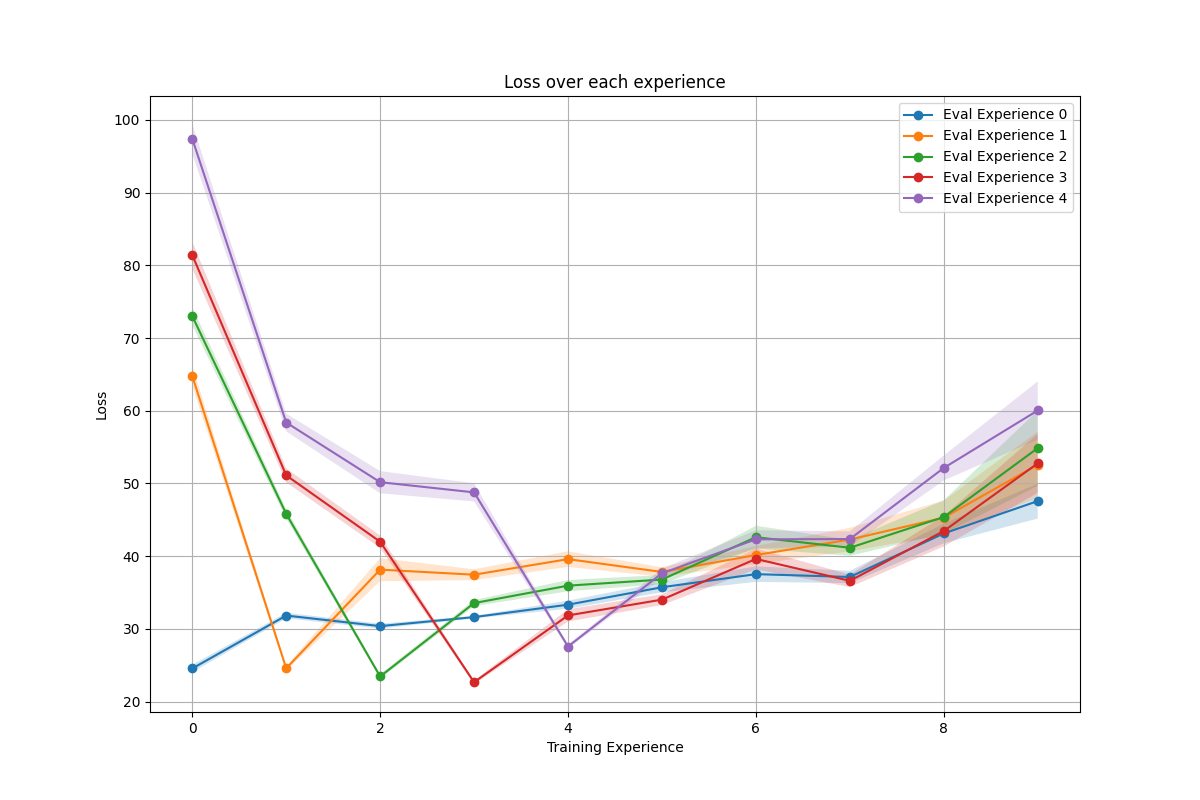 Loss over each experience
Eval Experience 0
Eval Experience 1
Eval Experience 2
Eval Experience 3
Eval Experience 4
100
90
80
70
60
50
40
30
20
Loss
0 2 4 6 8
Training Experience